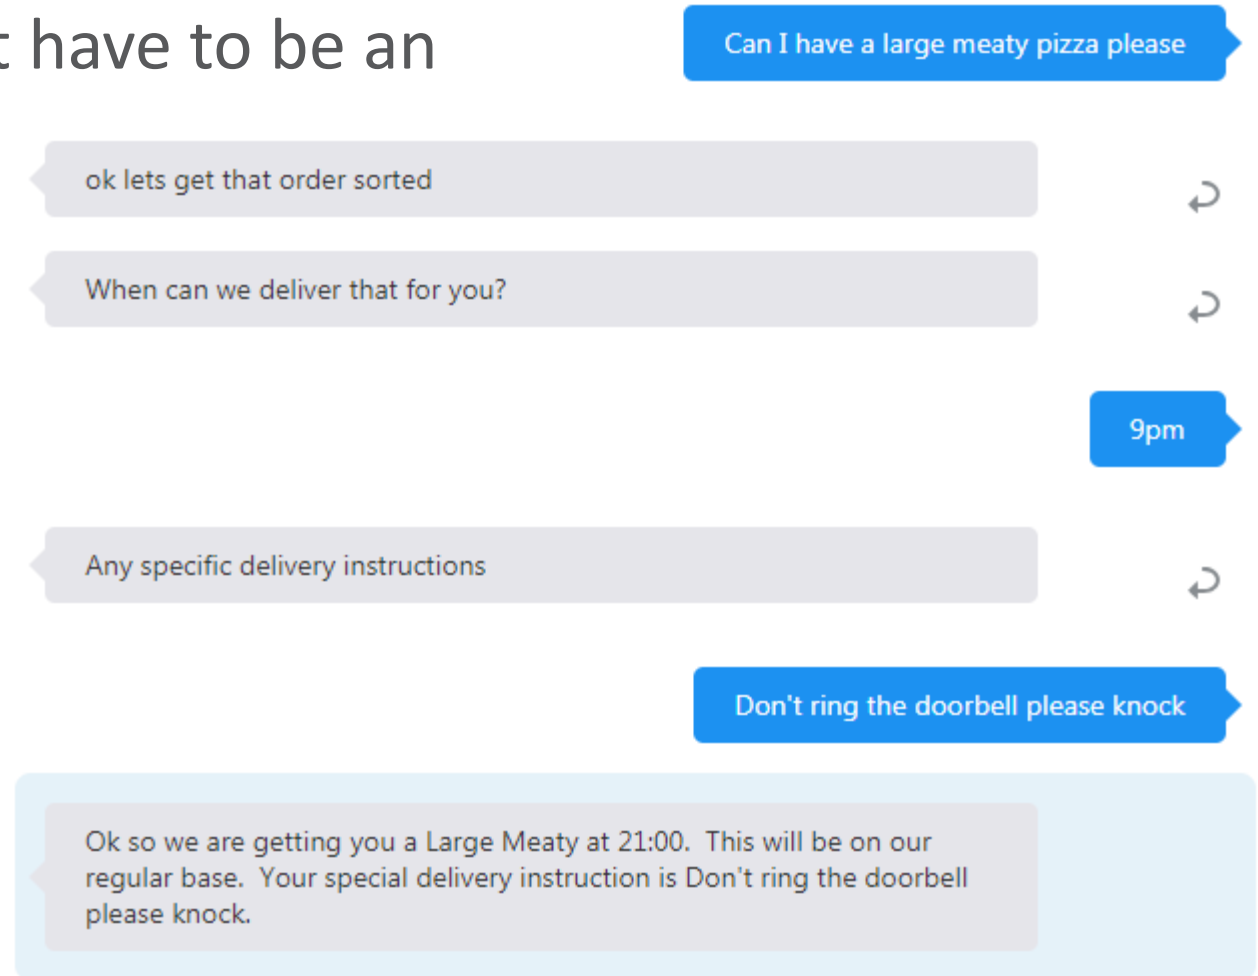 t have to be an
Can I have a large meaty pizza please
ok lets get that order sorted
When can we deliver that for you?
9pm
Any specific delivery instructions
Don't ring the doorbell please knock
Ok so we are getting you a Large Meaty at 21:00.  This will be on our
regular base.  Your special delivery instruction is Don't ring the doorbell
please knock.